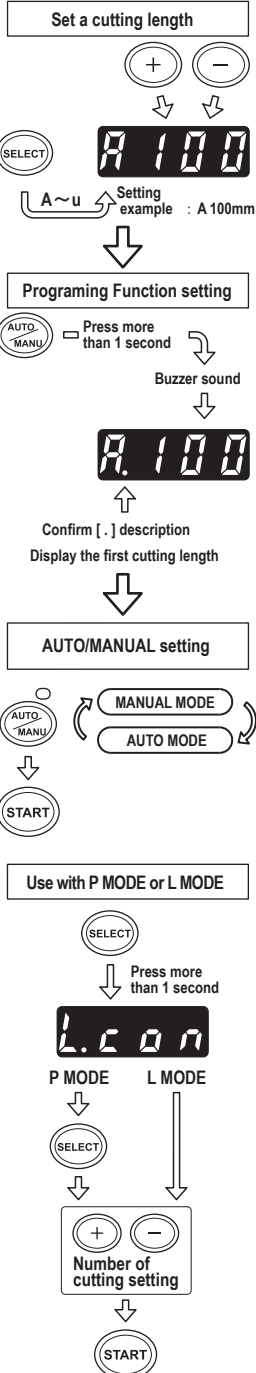 Set a cutting length
+ −
SELECT
A 100
A～u
Setting
example : A 100mm
Programing Function setting
AUTO/MANU
Press more
than 1 second
Buzzer sound
A.100
Confirm [ . ] description
Display the first cutting length
AUTO/MANUAL setting
AUTO/MANU
MANUAL MODE
AUTO MODE
START
Use with P MODE or L MODE
SELECT
Press more
than 1 second
L.con
P MODE L MODE
SELECT
+ −
Number of
cutting setting
START